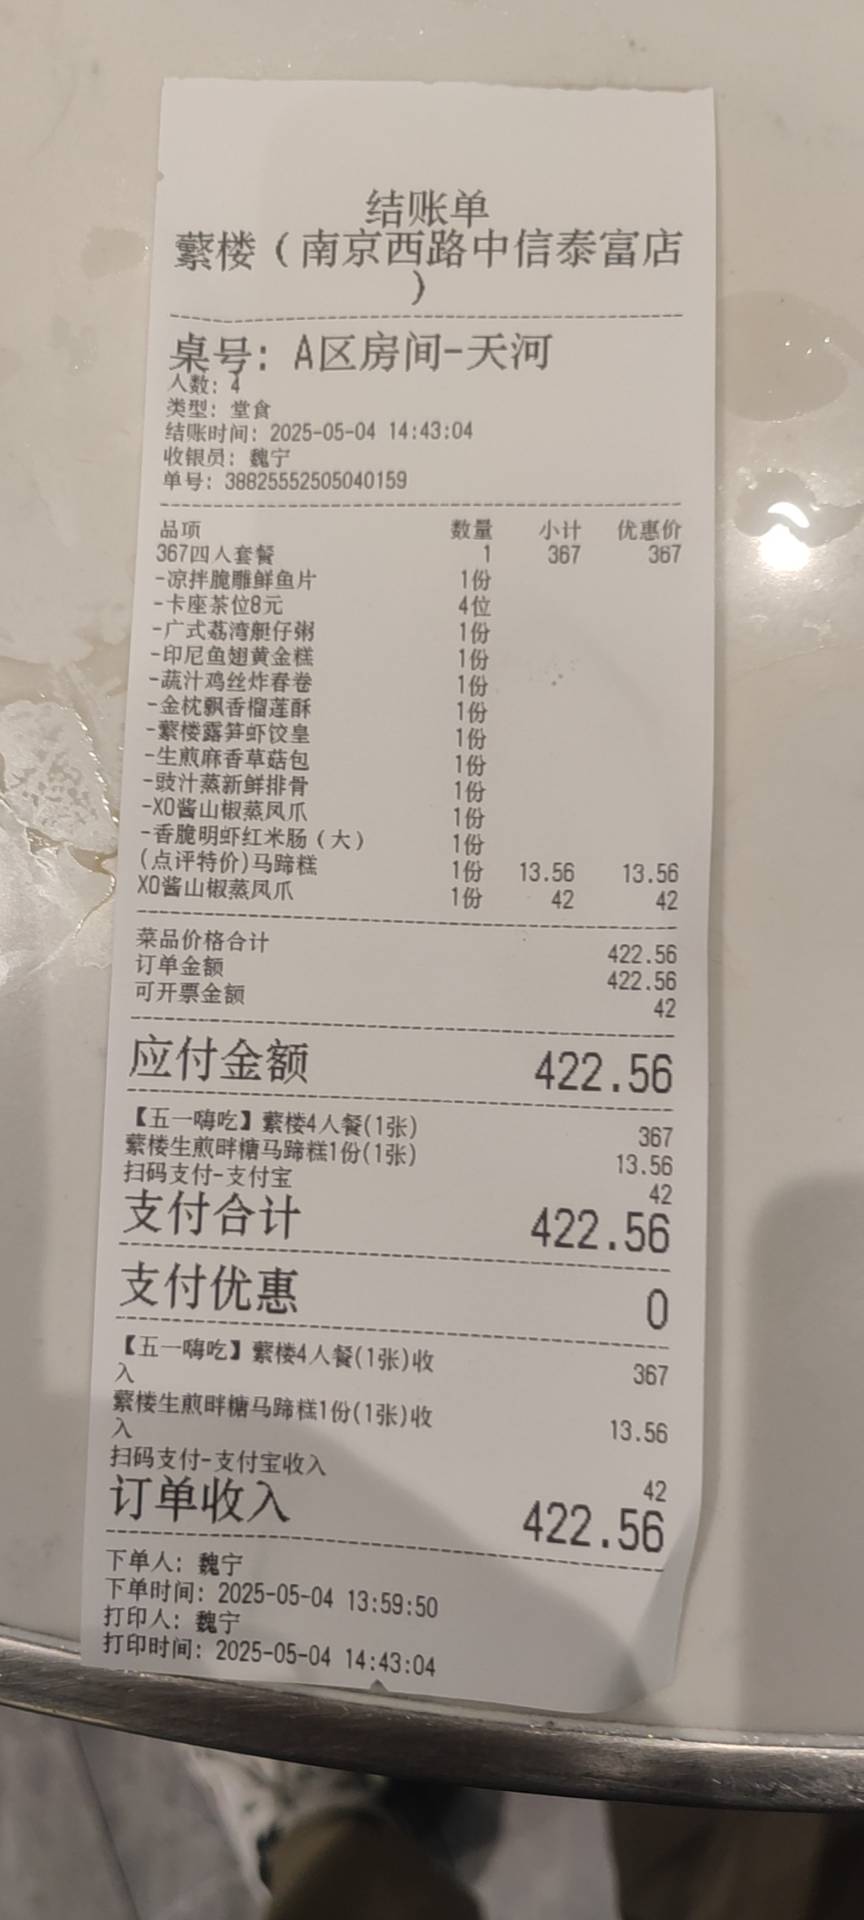 结账单
蘩楼（南京西路中信泰富店
）
桌号: A区房间-天河
人数: 4
类型: 堂食
结账时间: 2025-05-04 14:43:04
收银员: 魏宁
单号: 38825552505040159
品项 数量 小计 优惠价
367四人套餐 1 367 367
-凉拌脆雕鲜鱼片 1份
-卡座茶位8元 4位
-广式荔湾艇仔粥 1份
-印尼鱼翅黄金糕 1份
-蔬汁鸡丝炸春卷 1份
-金枕飘香榴莲酥 1份
-蘩楼露笋虾饺皇 1份
-生煎麻香草菇包 1份
-豉汁蒸新鲜排骨 1份
-XO酱山椒蒸凤爪 1份
-香脆明虾红米肠（大） 1份
(点评特价)马蹄糕 1份 13.56 13.56
XO酱山椒蒸凤爪 1份 42 42
菜品价格合计 422.56
订单金额 422.56
可开票金额 42
应付金额 422.56
【五一嗨吃】蘩楼4人餐(1张) 367
蘩楼生煎畔糖马蹄糕1份(1张) 13.56
扫码支付-支付宝 42
支付合计 422.56
支付优惠 0
【五一嗨吃】蘩楼4人餐(1张)收
入 367
蘩楼生煎畔糖马蹄糕1份(1张)收
入 13.56
扫码支付-支付宝收入 42
订单收入 422.56
下单人: 魏宁
下单时间: 2025-05-04 13:59:50
打印人: 魏宁
打印时间: 2025-05-04 14:43:04